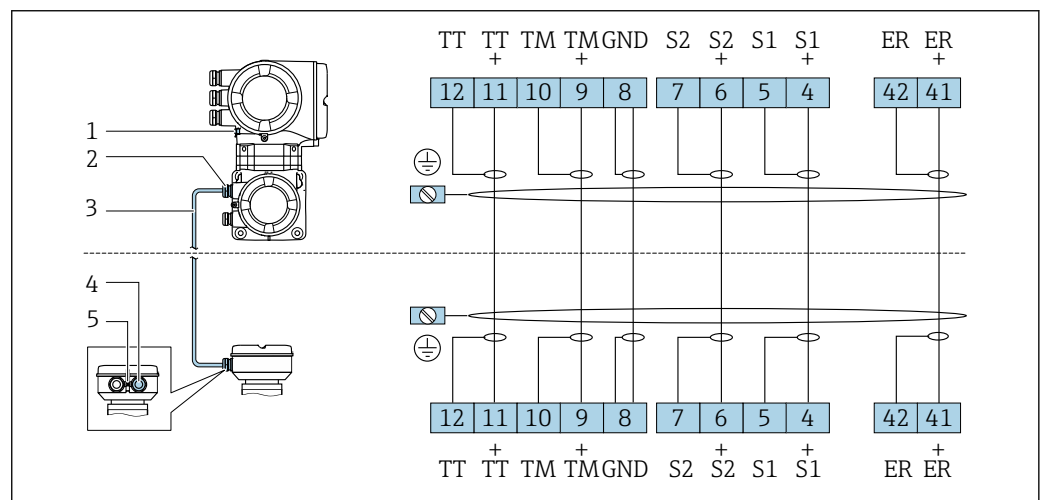 TT TT TM TM GND S2 S2 S1 S1 ER ER
+ + + + +
12 11 10 9 8 7 6 5 4 42 41
1
2
3
4
5
12 11 10 9 8 7 6 5 4 42 41
+ + + + +
TT TT TM TM GND S2 S2 S1 S1 ER ER